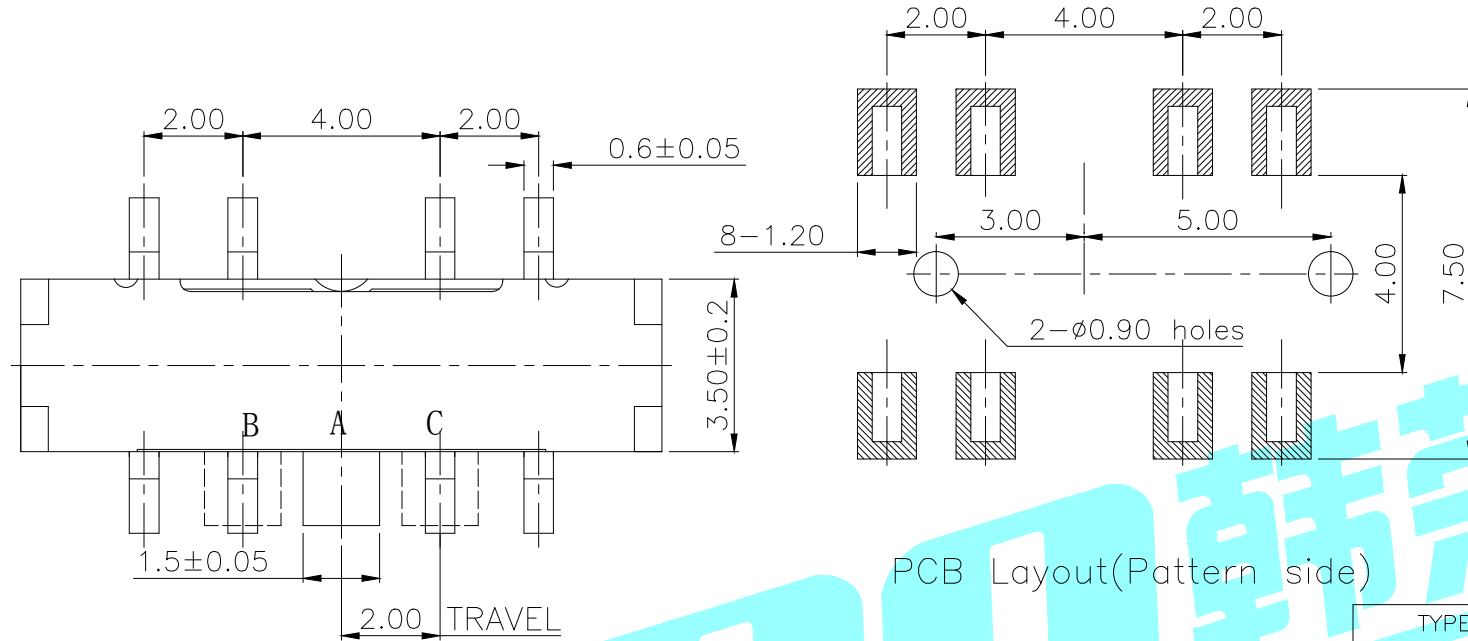 2.00 4.00 2.00
0.6±0.05
B A C
3.50±0.2
1.5±0.05
2.00 TRAVEL
2.00 4.00 2.00
8-1.20
3.00 5.00
4.00
7.50
2-ø0.90 holes
PCB Layout(Pattern side)
TYPE